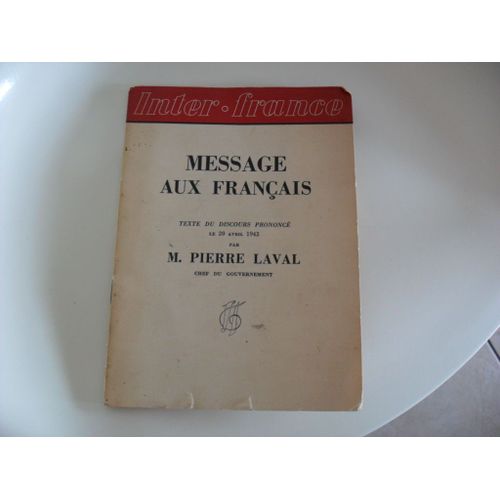 Inter • france
MESSAGE
AUX FRANÇAIS
TEXTE DU DISCOURS PRONONCÉ
LE 20 AVRIL 1942
PAR
M. PIERRE LAVAL
CHEF DU GOUVERNEMENT